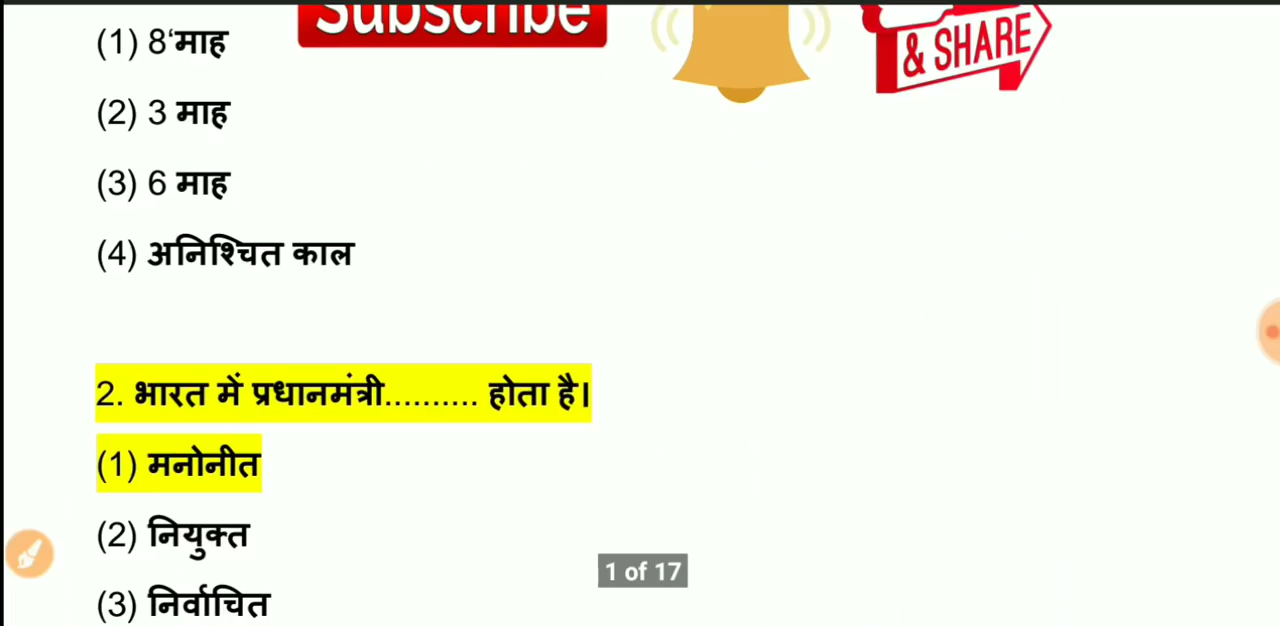 Subscribe
(1) 8‘माह
& SHARE
(2) 3 माह
(3) 6 माह
(4) अनिश्चित काल
2. भारत में प्रधानमंत्री.......... होता है।
(1) मनोनीत
(2) नियुक्त
1 of 17
(3) निर्वाचित